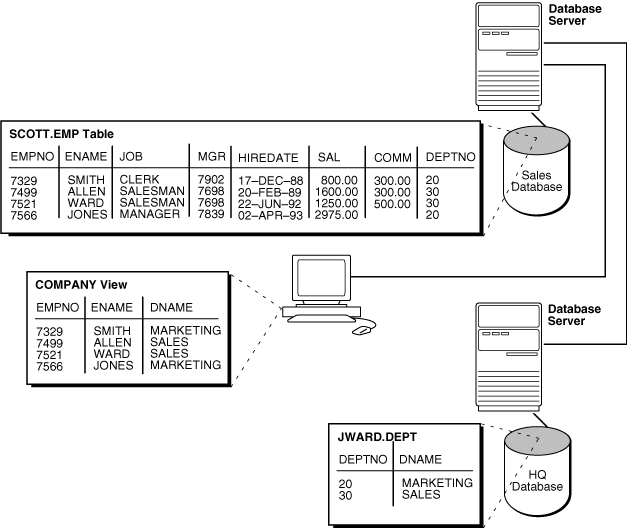 Database
Server
SCOTT.EMP Table
EMPNO ENAME JOB MGR HIREDATE SAL COMM DEPTNO
7329 SMITH CLERK 7902 17–DEC–88 800.00 300.00 20
7499 ALLEN SALESMAN 7698 20–FEB–89 1600.00 300.00 30
7521 WARD SALESMAN 7698 22–JUN–92 1250.00 500.00 30
7566 JONES MANAGER 7839 02–APR–93 2975.00 20
Sales
Database
COMPANY View
EMPNO ENAME DNAME
7329 SMITH MARKETING
7499 ALLEN SALES
7521 WARD SALES
7566 JONES MARKETING
Database
Server
JWARD.DEPT
DEPTNO DNAME
20 MARKETING
30 SALES
HQ
Database